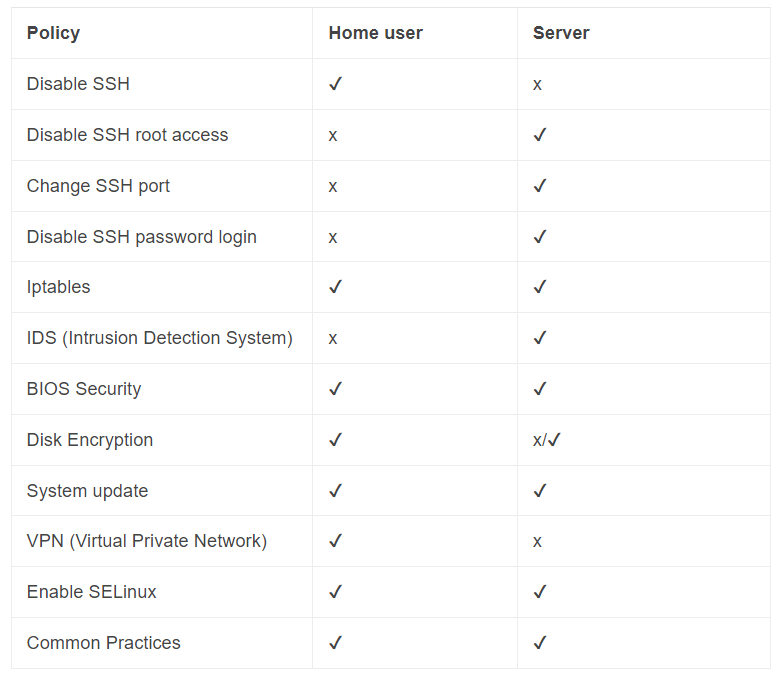 Policy Home user Server
Disable SSH ✓ x
Disable SSH root access x ✓
Change SSH port x ✓
Disable SSH password login x ✓
Iptables ✓ ✓
IDS (Intrusion Detection System) x ✓
BIOS Security ✓ ✓
Disk Encryption ✓ x/✓
System update ✓ ✓
VPN (Virtual Private Network) ✓ x
Enable SELinux ✓ ✓
Common Practices ✓ ✓